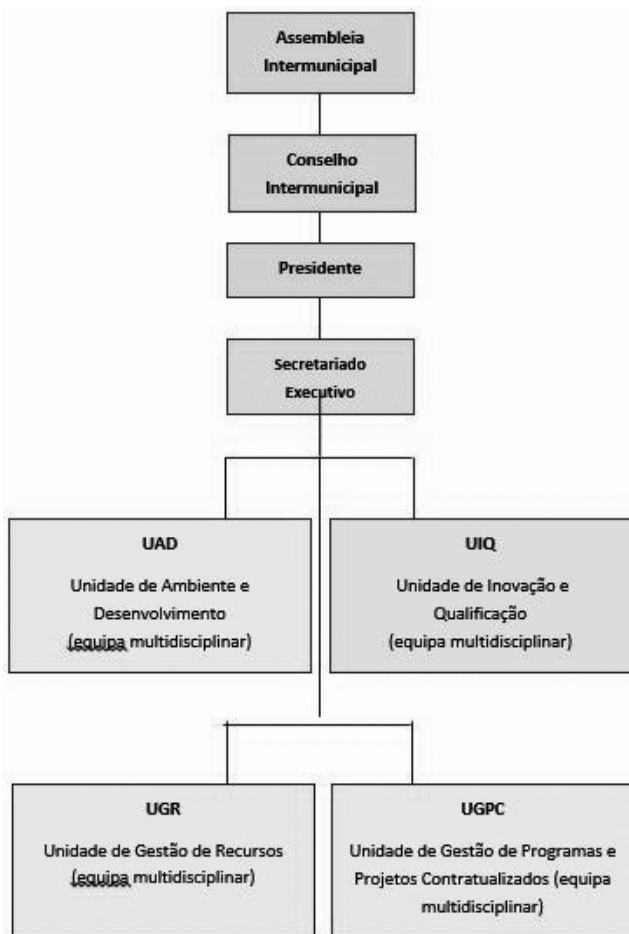 Assembleia
Intermunicipal
Conselho
Intermunicipal
Presidente
Secretariado
Executivo
UAD
Unidade de Ambiente e
Desenvolvimento
(equipa multidisciplinar)
UIQ
Unidade de Inovação e
Qualificação
(equipa multidisciplinar)
UGR
Unidade de Gestão de Recursos
(equipa multidisciplinar)
UGPC
Unidade de Gestão de Programas e
Projetos Contratualizados (equipa
multidisciplinar)